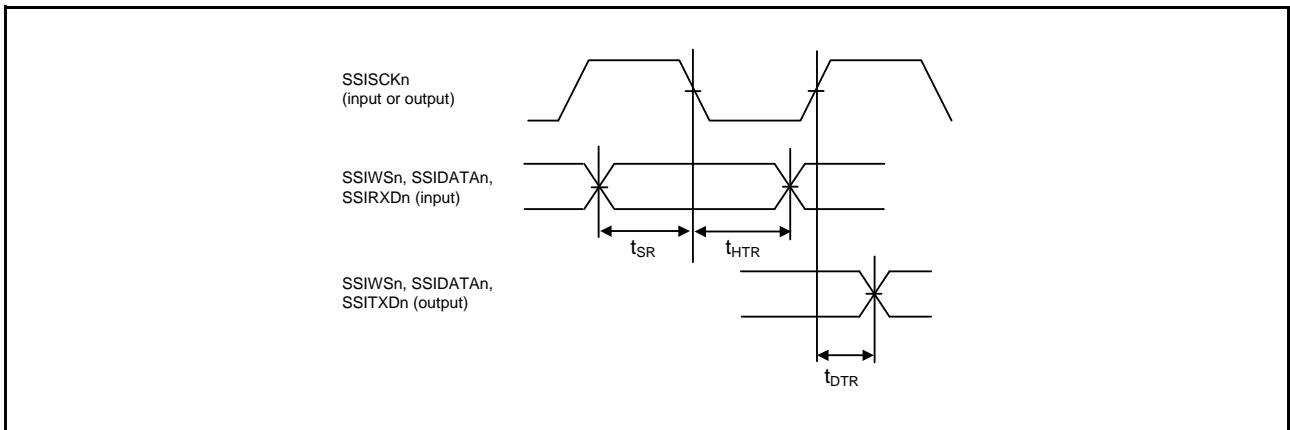 SSISCKn
(input or output)
SSIWSn, SSIDATAn,
SSIRXDn (input)
tSR
tHTR
SSIWSn, SSIDATAn,
SSITXDn (output)
tDTR